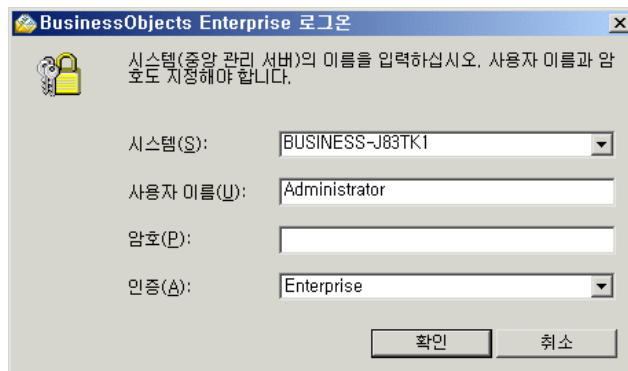 BusinessObjects Enterprise 로그온
시스템(중앙 관리 서버)의 이름을 입력하십시오. 사용자 이름과 암
호도 지정해야 합니다.
시스템(S): BUSINESS-J83TK1
사용자 이름(U): Administrator
암호(P):
인증(A): Enterprise
확인 취소